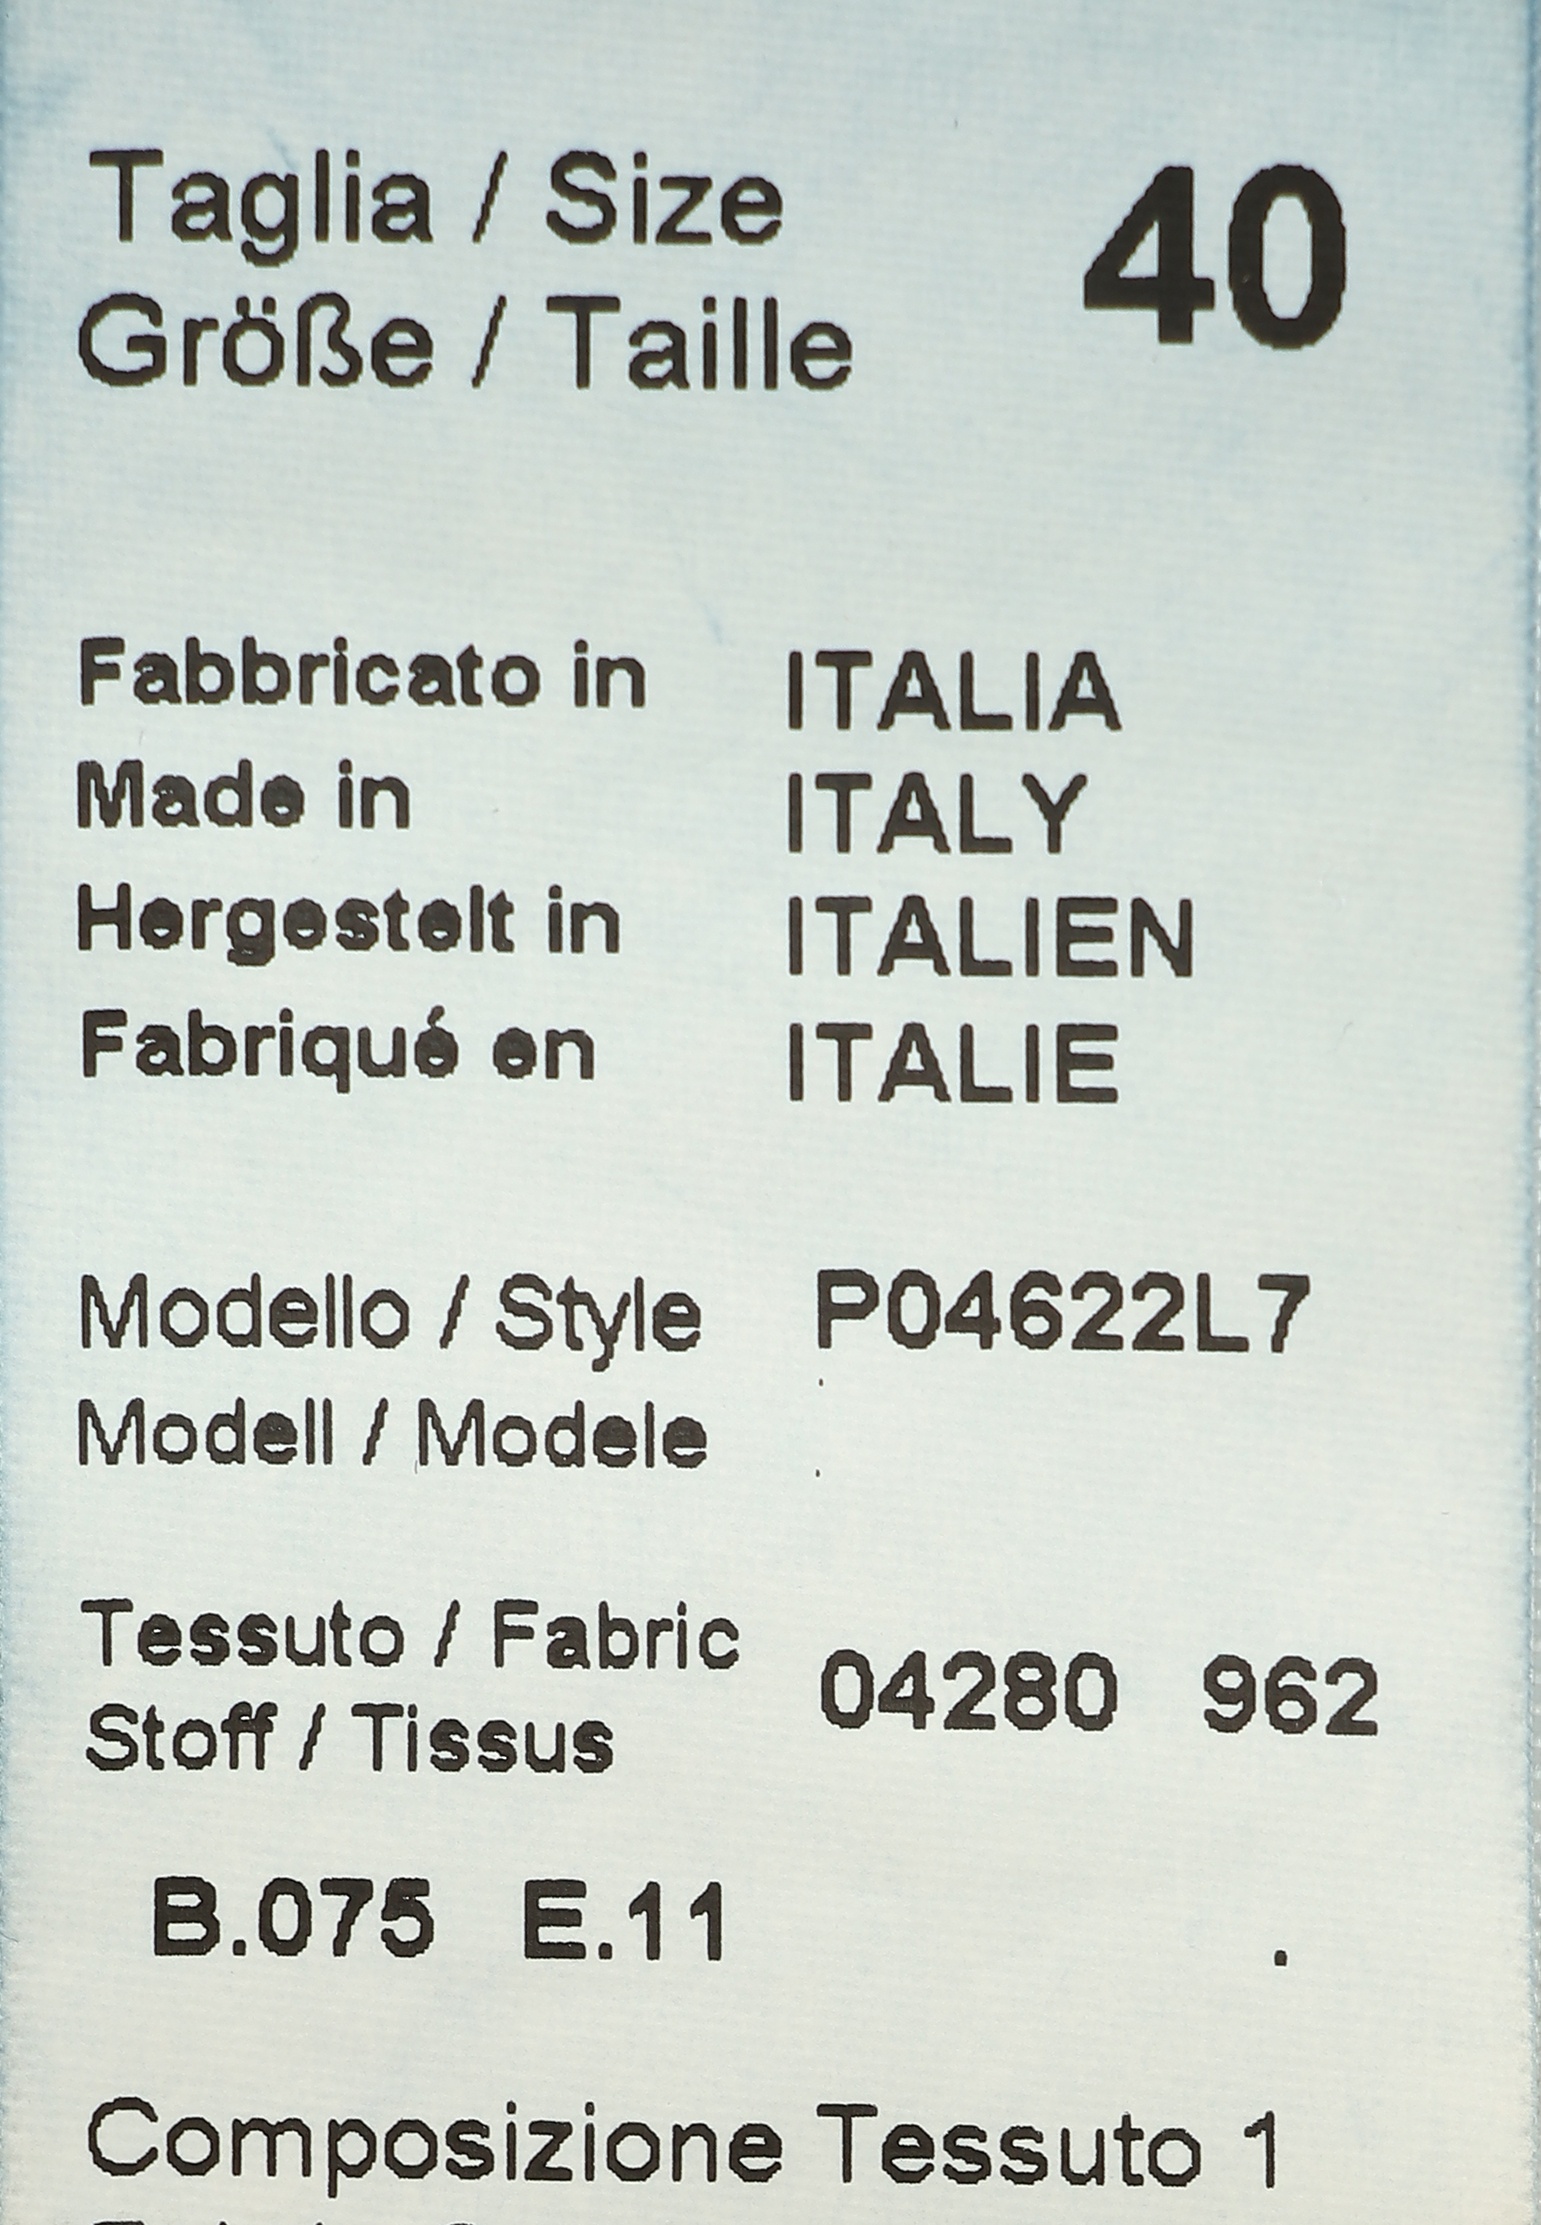 Taglia / Size 40
Größe / Taille
Fabbricato in ITALIA
Made in ITALY
Hergestelt in ITALIEN
Fabriqué en ITALIE
Modello / Style P04622L7
Modell / Modele
Tessuto / Fabric
04280 962
Stoff / Tissus
B.075 E.11
Composizione Tessuto 1